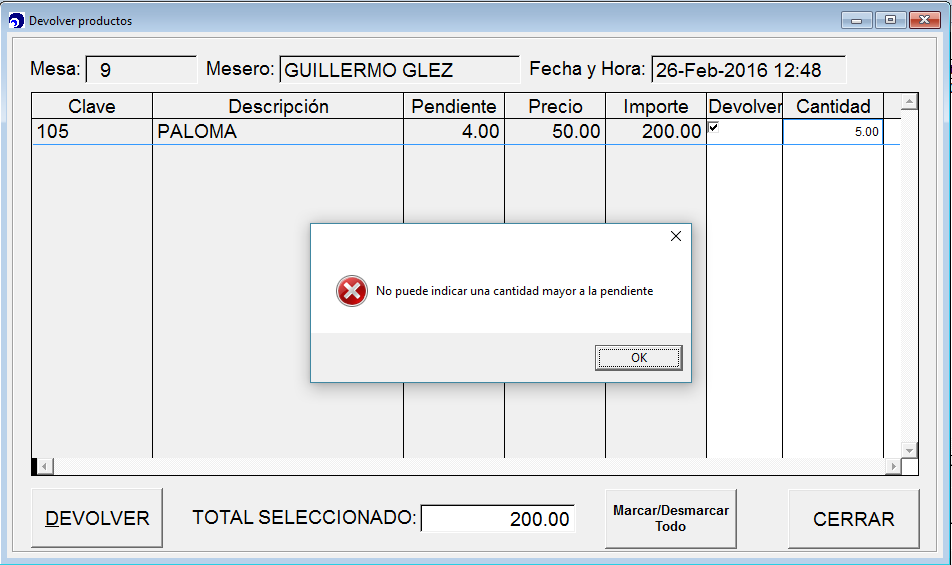 Devolver productos
Mesa: 9 Mesero: GUILLERMO GLEZ Fecha y Hora: 26-Feb-2016 12:48
Clave Descripción Pendiente Precio Importe Devolver Cantidad
105 PALOMA 4.00 50.00 200.00 5.00
No puede indicar una cantidad mayor a la pendiente
OK
DEVOLVER TOTAL SELECCIONADO: 200.00 Marcar/Desmarcar
Todo
CERRAR